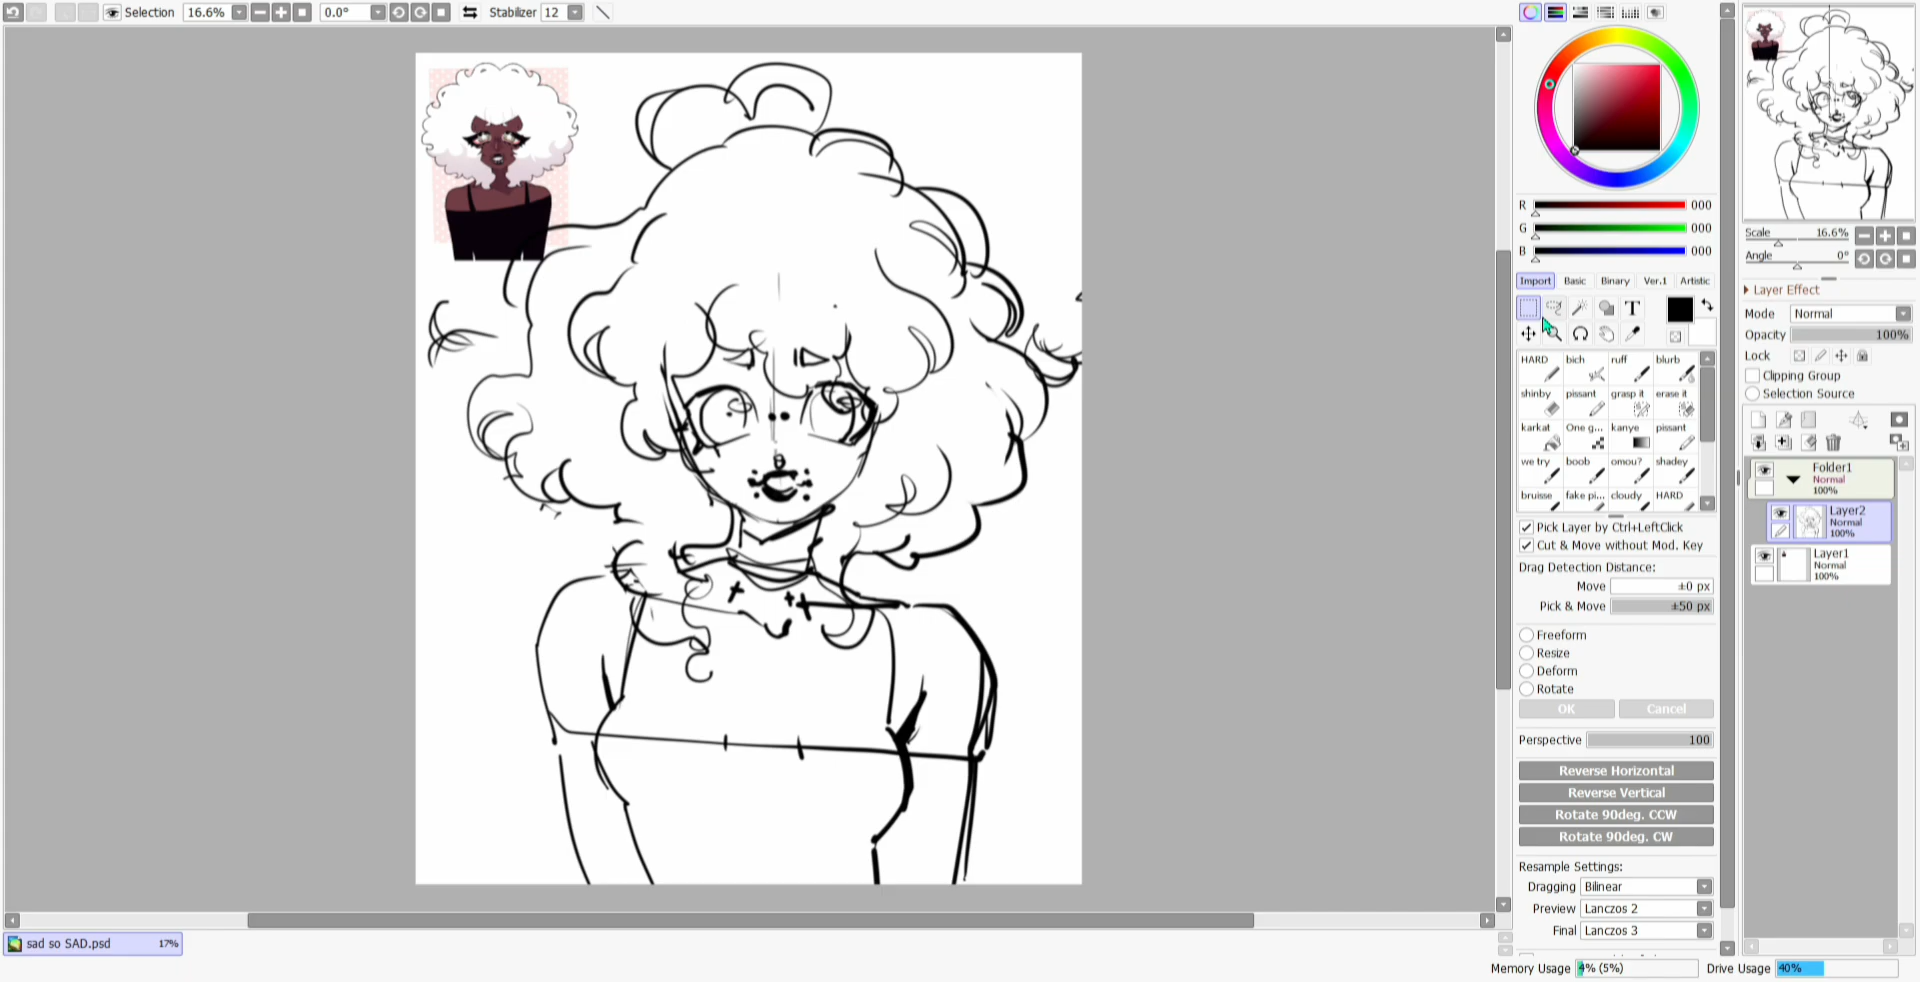 Selection 16.6% 0.0° Stabilizer 12
R 000
G 000
B 000
Import Basic Binary Ver.1 Artistic
T
HARD bich ruff blurb
shinby pissant grasp it erase it
karkat One g... kanye pissant
we try boob omou? shadey
bruisse fake pi... cloudy HARD
Pick Layer by Ctrl+LeftClick
Cut & Move without Mod. Key
Drag Detection Distance:
Move ±0 px
Pick & Move ±50 px
Freeform
Resize
Deform
Rotate
OK Cancel
Perspective 100
Reverse Horizontal
Reverse Vertical
Rotate 90deg. CCW
Rotate 90deg. CW
Resample Settings:
Dragging Bilinear
Preview Lanczos 2
Final Lanczos 3
Scale 16.6%
Angle 0°
Layer Effect
Mode Normal
Opacity 100%
Lock
Clipping Group
Selection Source
Folder1
Normal
100%
Layer2
Normal
100%
Layer1
Normal
100%
sad so SAD.psd 17%
Memory Usage 4% (5%) Drive Usage 40%